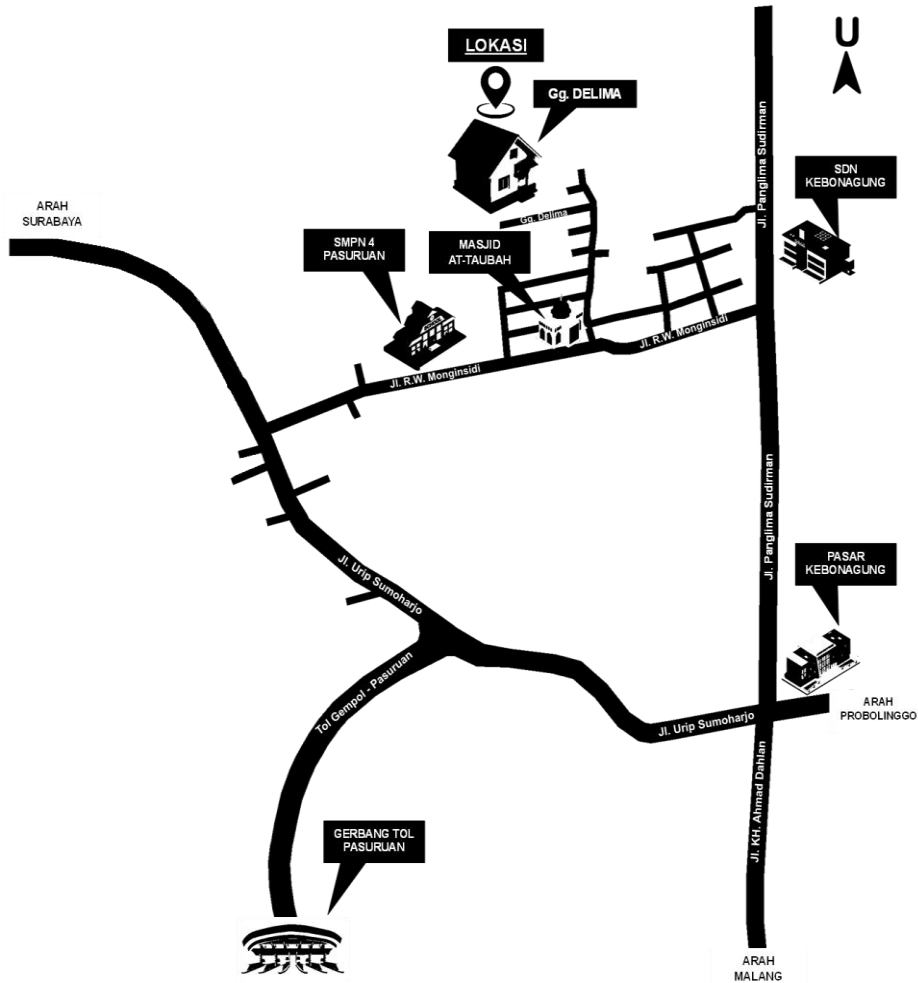 U
LOKASI
Gg. DELIMA
Jl. Panglima Sudirman
SDN
KEBONAGUNG
ARAH
SURABAYA
Gg. Delima
SMPN 4
PASURUAN
MASJID
AT-TAUBAH
Jl. R.W. Monginsidi
Jl. R.W. Monginsidi
Jl. Panglima Sudirman
PASAR
KEBONAGUNG
Jl. Urip Sumoharjo
Tol Gempol - Pasuruan
Jl. Urip Sumoharjo
ARAH
PROBOLINGGO
Jl. KH. Ahmad Dahlan
GERBANG TOL
PASURUAN
ARAH
MALANG